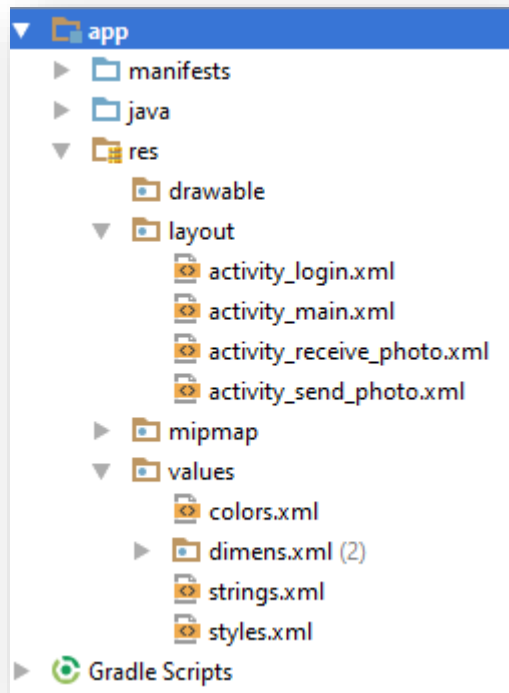 app
manifests
java
res
drawable
layout
activity_login.xml
activity_main.xml
activity_receive_photo.xml
activity_send_photo.xml
mipmap
values
colors.xml
dimens.xml (2)
strings.xml
styles.xml
Gradle Scripts